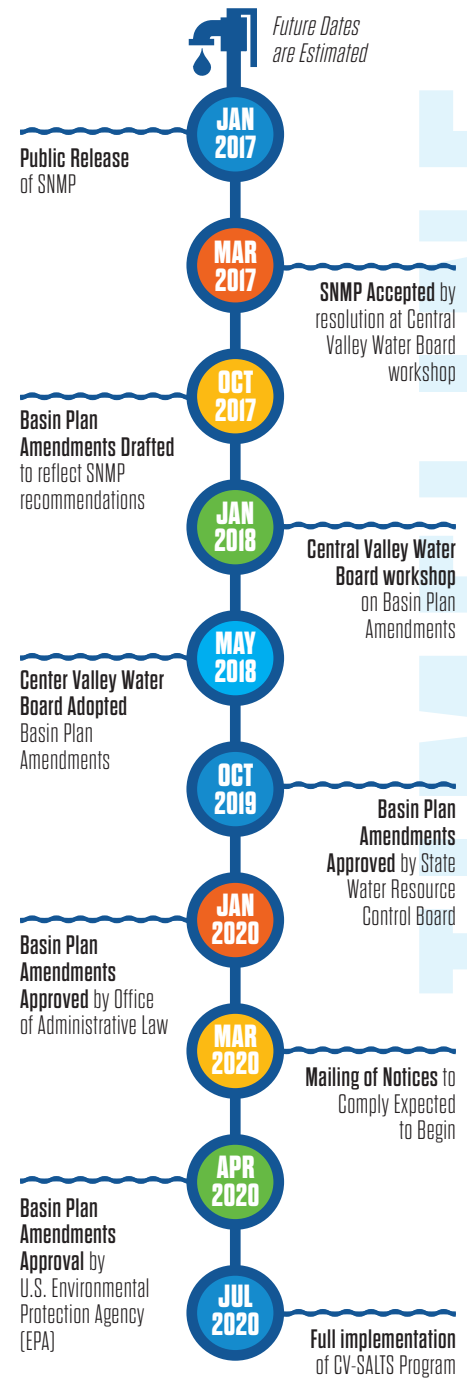 Future Dates
are Estimated
JAN
2017
Public Release
of SNMP
MAR
2017
SNMP Accepted by
resolution at Central
Valley Water Board
workshop
OCT
2017
Basin Plan
Amendments Drafted
to reflect SNMP
recommendations
JAN
2018
Central Valley Water
Board workshop
on Basin Plan
Amendments
MAY
2018
Center Valley Water
Board Adopted
Basin Plan
Amendments
OCT
2019
Basin Plan
Amendments
Approved by State
Water Resource
Control Board
JAN
2020
Basin Plan
Amendments
Approved by Office
of Administrative Law
MAR
2020
Mailing of Notices to
Comply Expected
to Begin
APR
2020
Basin Plan
Amendments
Approval by
U.S. Environmental
Protection Agency
(EPA)
JUL
2020
Full implementation
of CV-SALTS Program